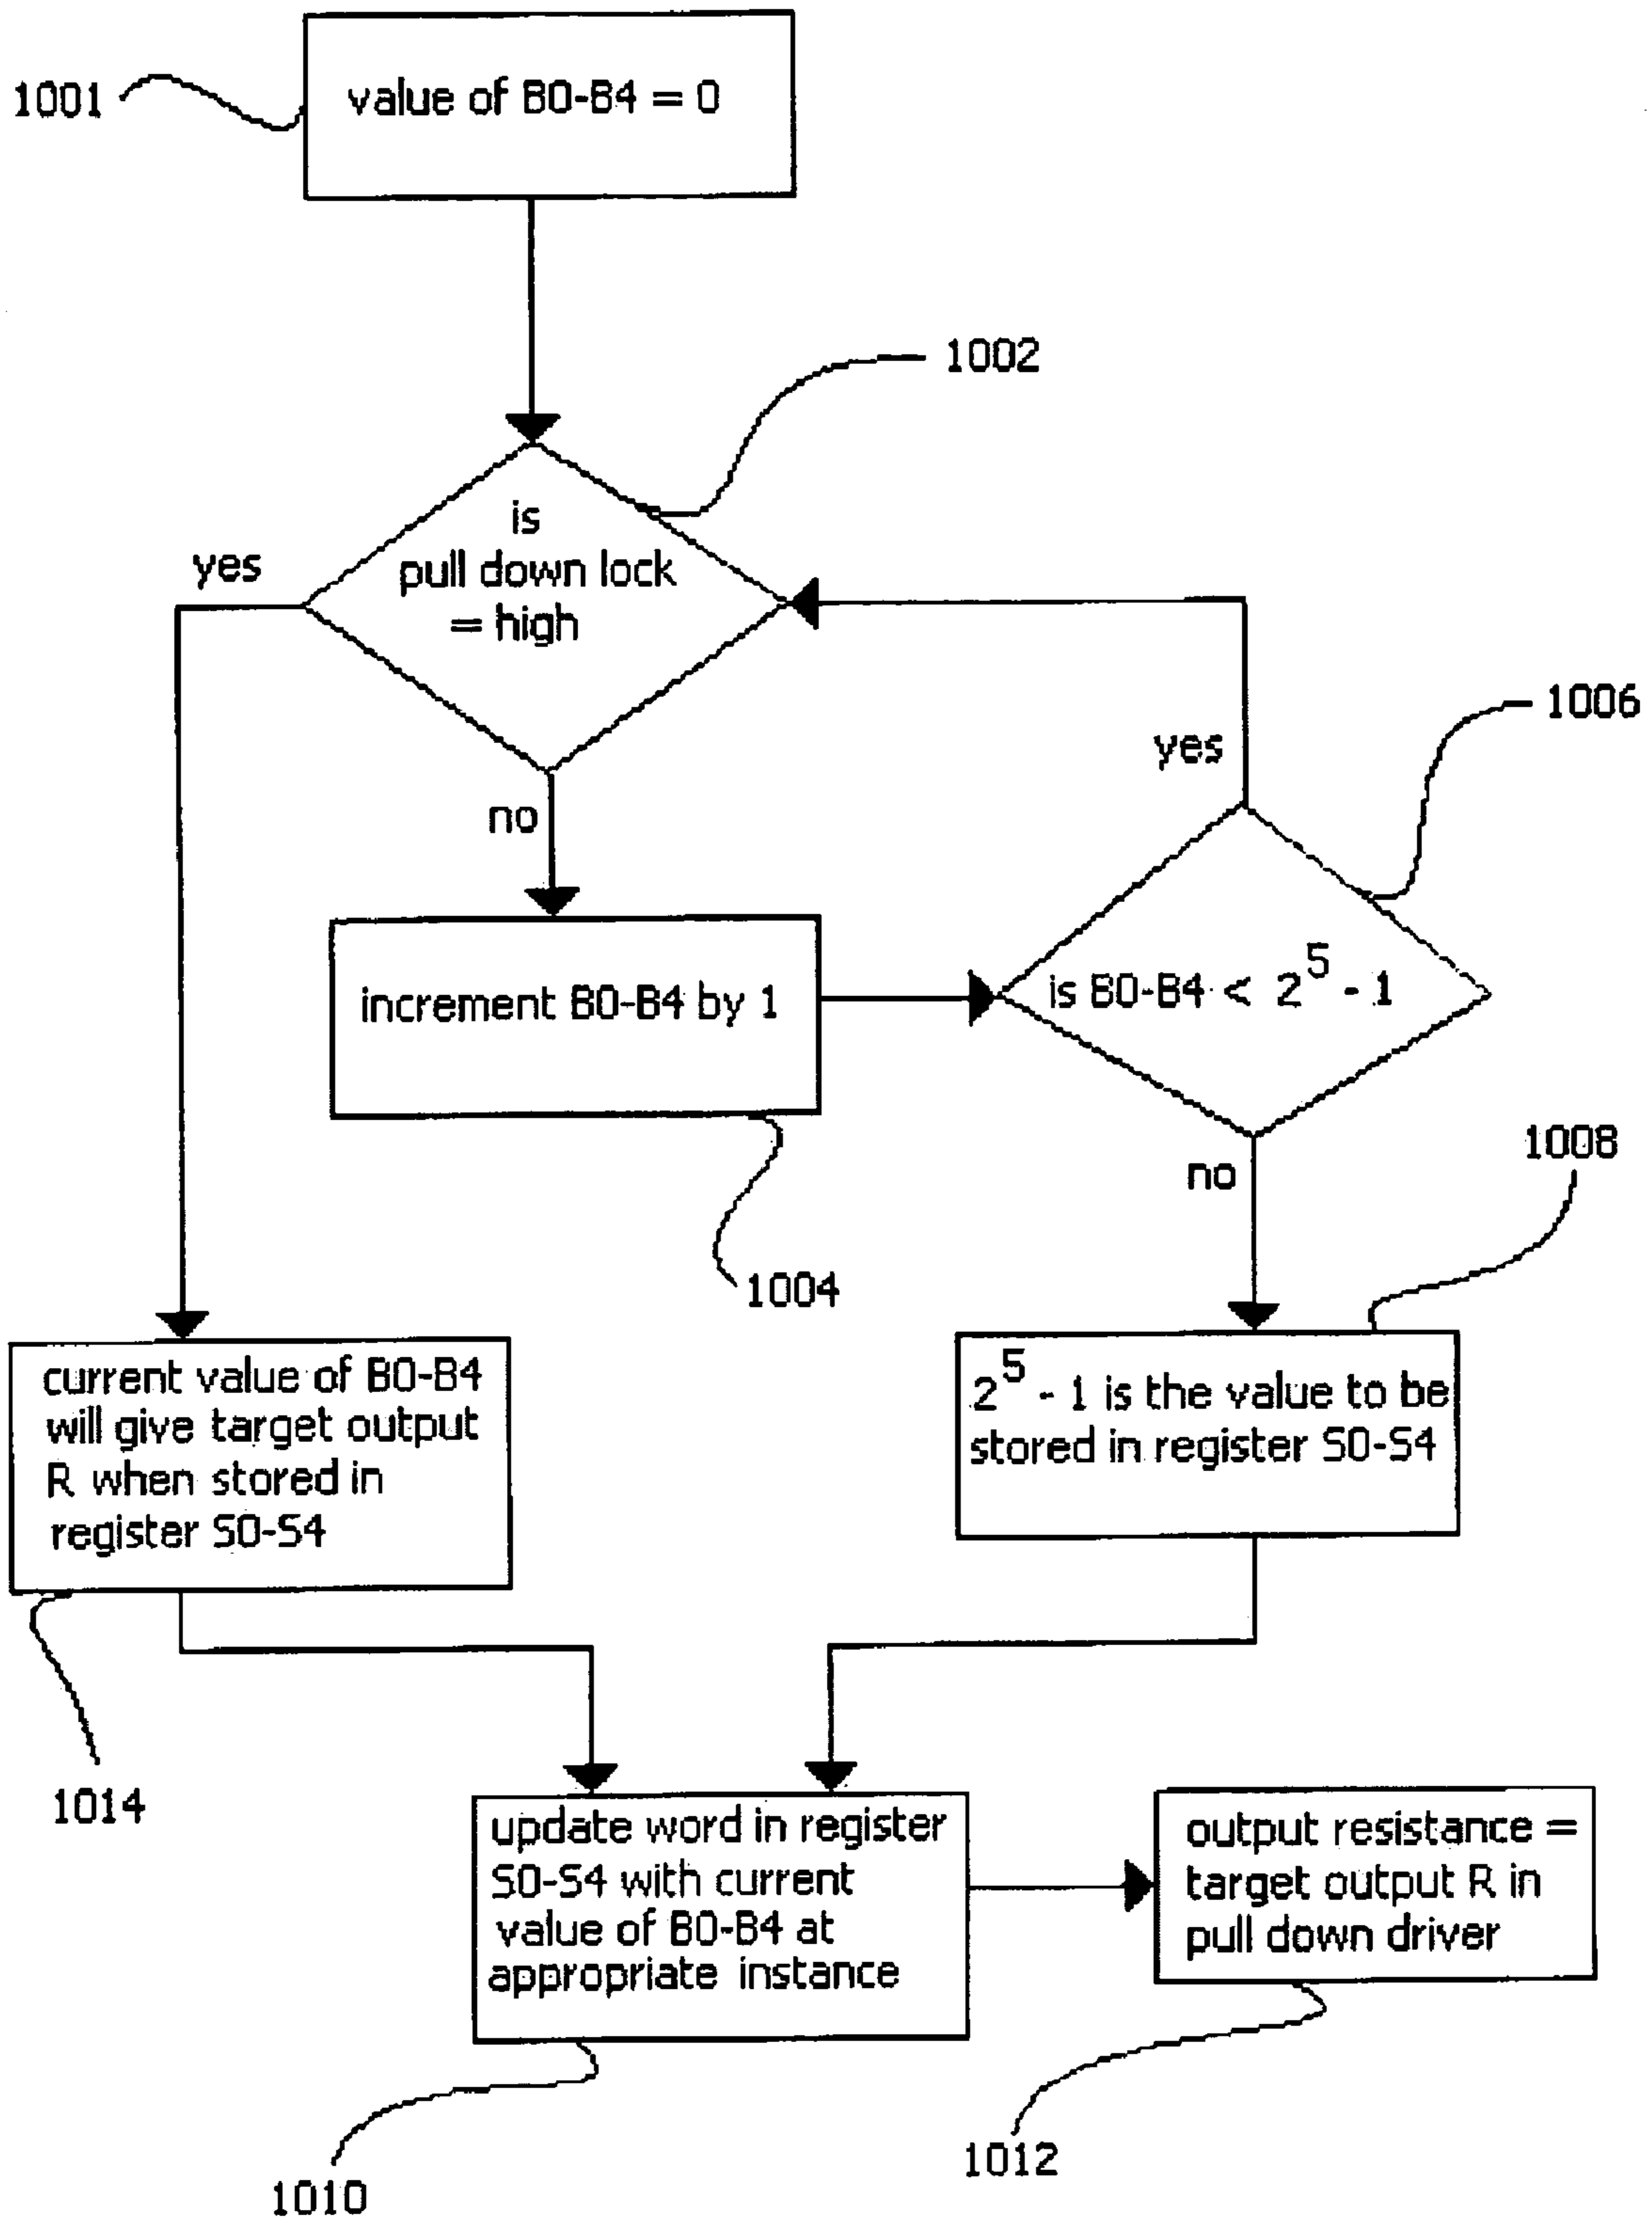 1001
value of B0-B4 = 0
1002
is
pull down lock
= high
yes
no
1006
yes
increment B0-B4 by 1
is B0-B4 < 2^5 - 1
1004
no
1008
current value of B0-B4
will give target output
R when stored in
register S0-S4
2^5 - 1 is the value to be
stored in register S0-S4
1014
update word in register
S0-S4 with current
value of B0-B4 at
appropriate instance
output resistance =
target output R in
pull down driver
1010
1012